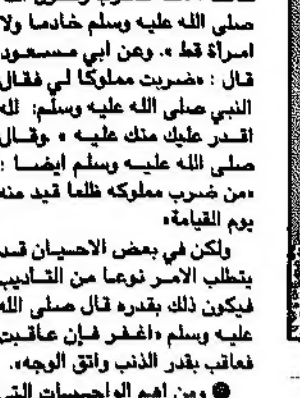 صلى الله عليه وسلم خادما ولا
امرأة قط». وعن ابي مسعود
قال: «ضربت مملوكا لي فقال
النبي صلى الله عليه وسلم: لله
أقدر عليك منك عليه» وقال
صلى الله عليه وسلم ايضا:
«من ضرب مملوكه ظلما قيد منه
يوم القيامة»
ولكن في بعض الاحيان قد
يتطلب الامر نوعا من التأديب
فيكون ذلك بقدره قال صلى الله
عليه وسلم «اغفر فإن عاقبت
فعاقب بقدر الذنب واتق الوجه».
● ومن اهم الواجبات التي